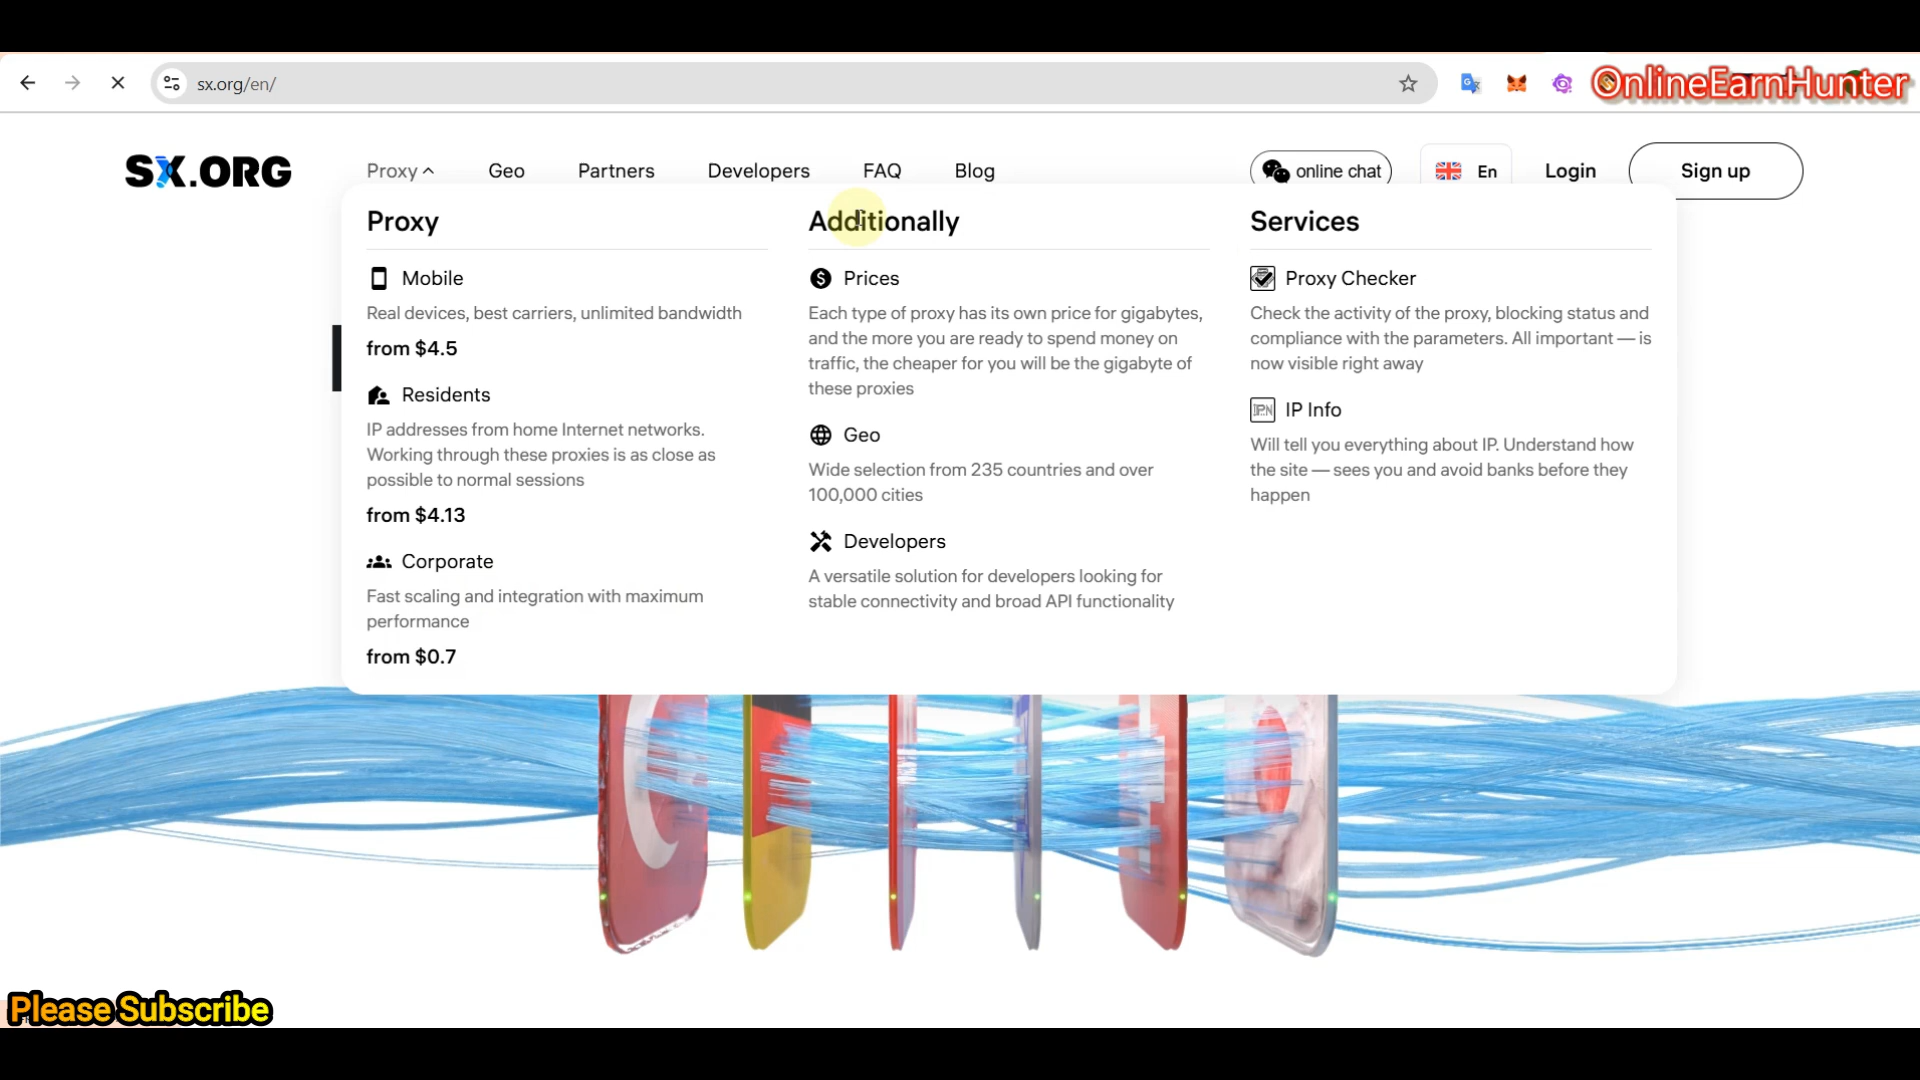 sx.org/en/
OnlineEarnHunter
SX.ORG
Proxy
Geo
Partners
Developers
FAQ
Blog
online chat
En
Login
Sign up
Proxy
Mobile
Real devices, best carriers, unlimited bandwidth
from $4.5
Residents
IP addresses from home Internet networks.
Working through these proxies is as close as
possible to normal sessions
from $4.13
Corporate
Fast scaling and integration with maximum
performance
from $0.7
Additionally
Prices
Each type of proxy has its own price for gigabytes,
and the more you are ready to spend money on
traffic, the cheaper for you will be the gigabyte of
these proxies
Geo
Wide selection from 235 countries and over
100,000 cities
Developers
A versatile solution for developers looking for
stable connectivity and broad API functionality
Services
Proxy Checker
Check the activity of the proxy, blocking status and
compliance with the parameters. All important — is
now visible right away
IP Info
Will tell you everything about IP. Understand how
the site — sees you and avoid banks before they
happen
Please Subscribe